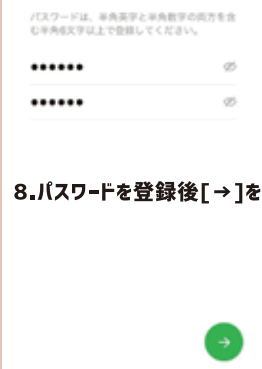 パスワードは、半角英字と半角数字の両方を含
む半角6文字以上で登録してください。
●●●●●●
●●●●●●
8.パスワードを登録後[→]を
→